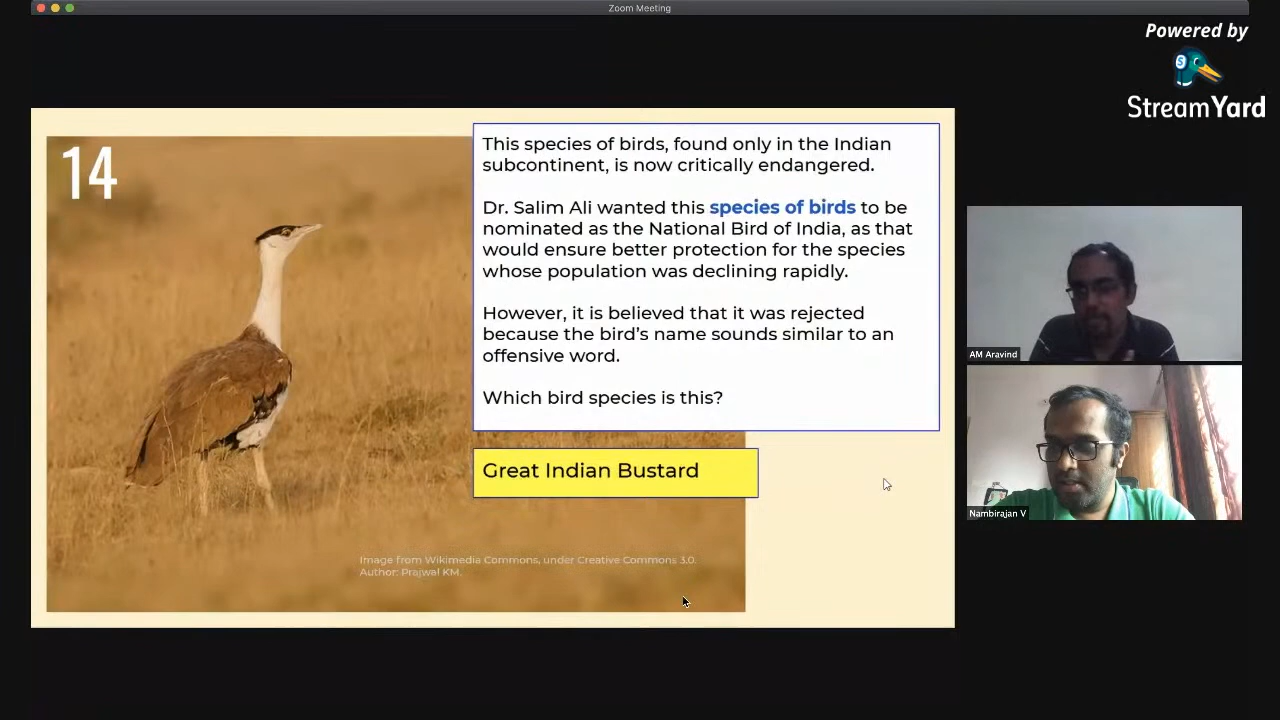 Zoom Meeting
Powered by
StreamYard
14
This species of birds, found only in the Indian
subcontinent, is now critically endangered.
Dr. Salim Ali wanted this species of birds to be
nominated as the National Bird of India, as that
would ensure better protection for the species
whose population was declining rapidly.
However, it is believed that it was rejected
because the bird's name sounds similar to an
offensive word.
Which bird species is this?
Great Indian Bustard
Image from Wikimedia Commons, under Creative Commons 3.0.
Author: Prajwal KM.
AM Aravind
Nambirajan V